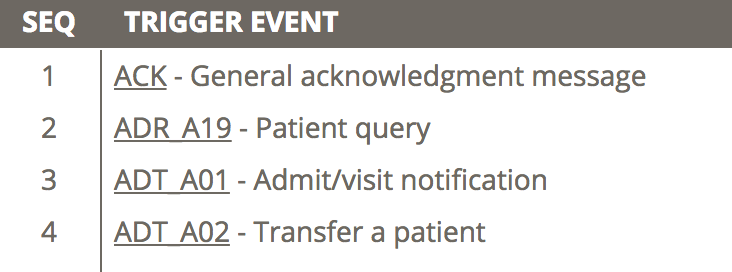 SEQ TRIGGER EVENT
1 ACK - General acknowledgment message
2 ADR_A19 - Patient query
3 ADT_A01 - Admit/visit notification
4 ADT_A02 - Transfer a patient